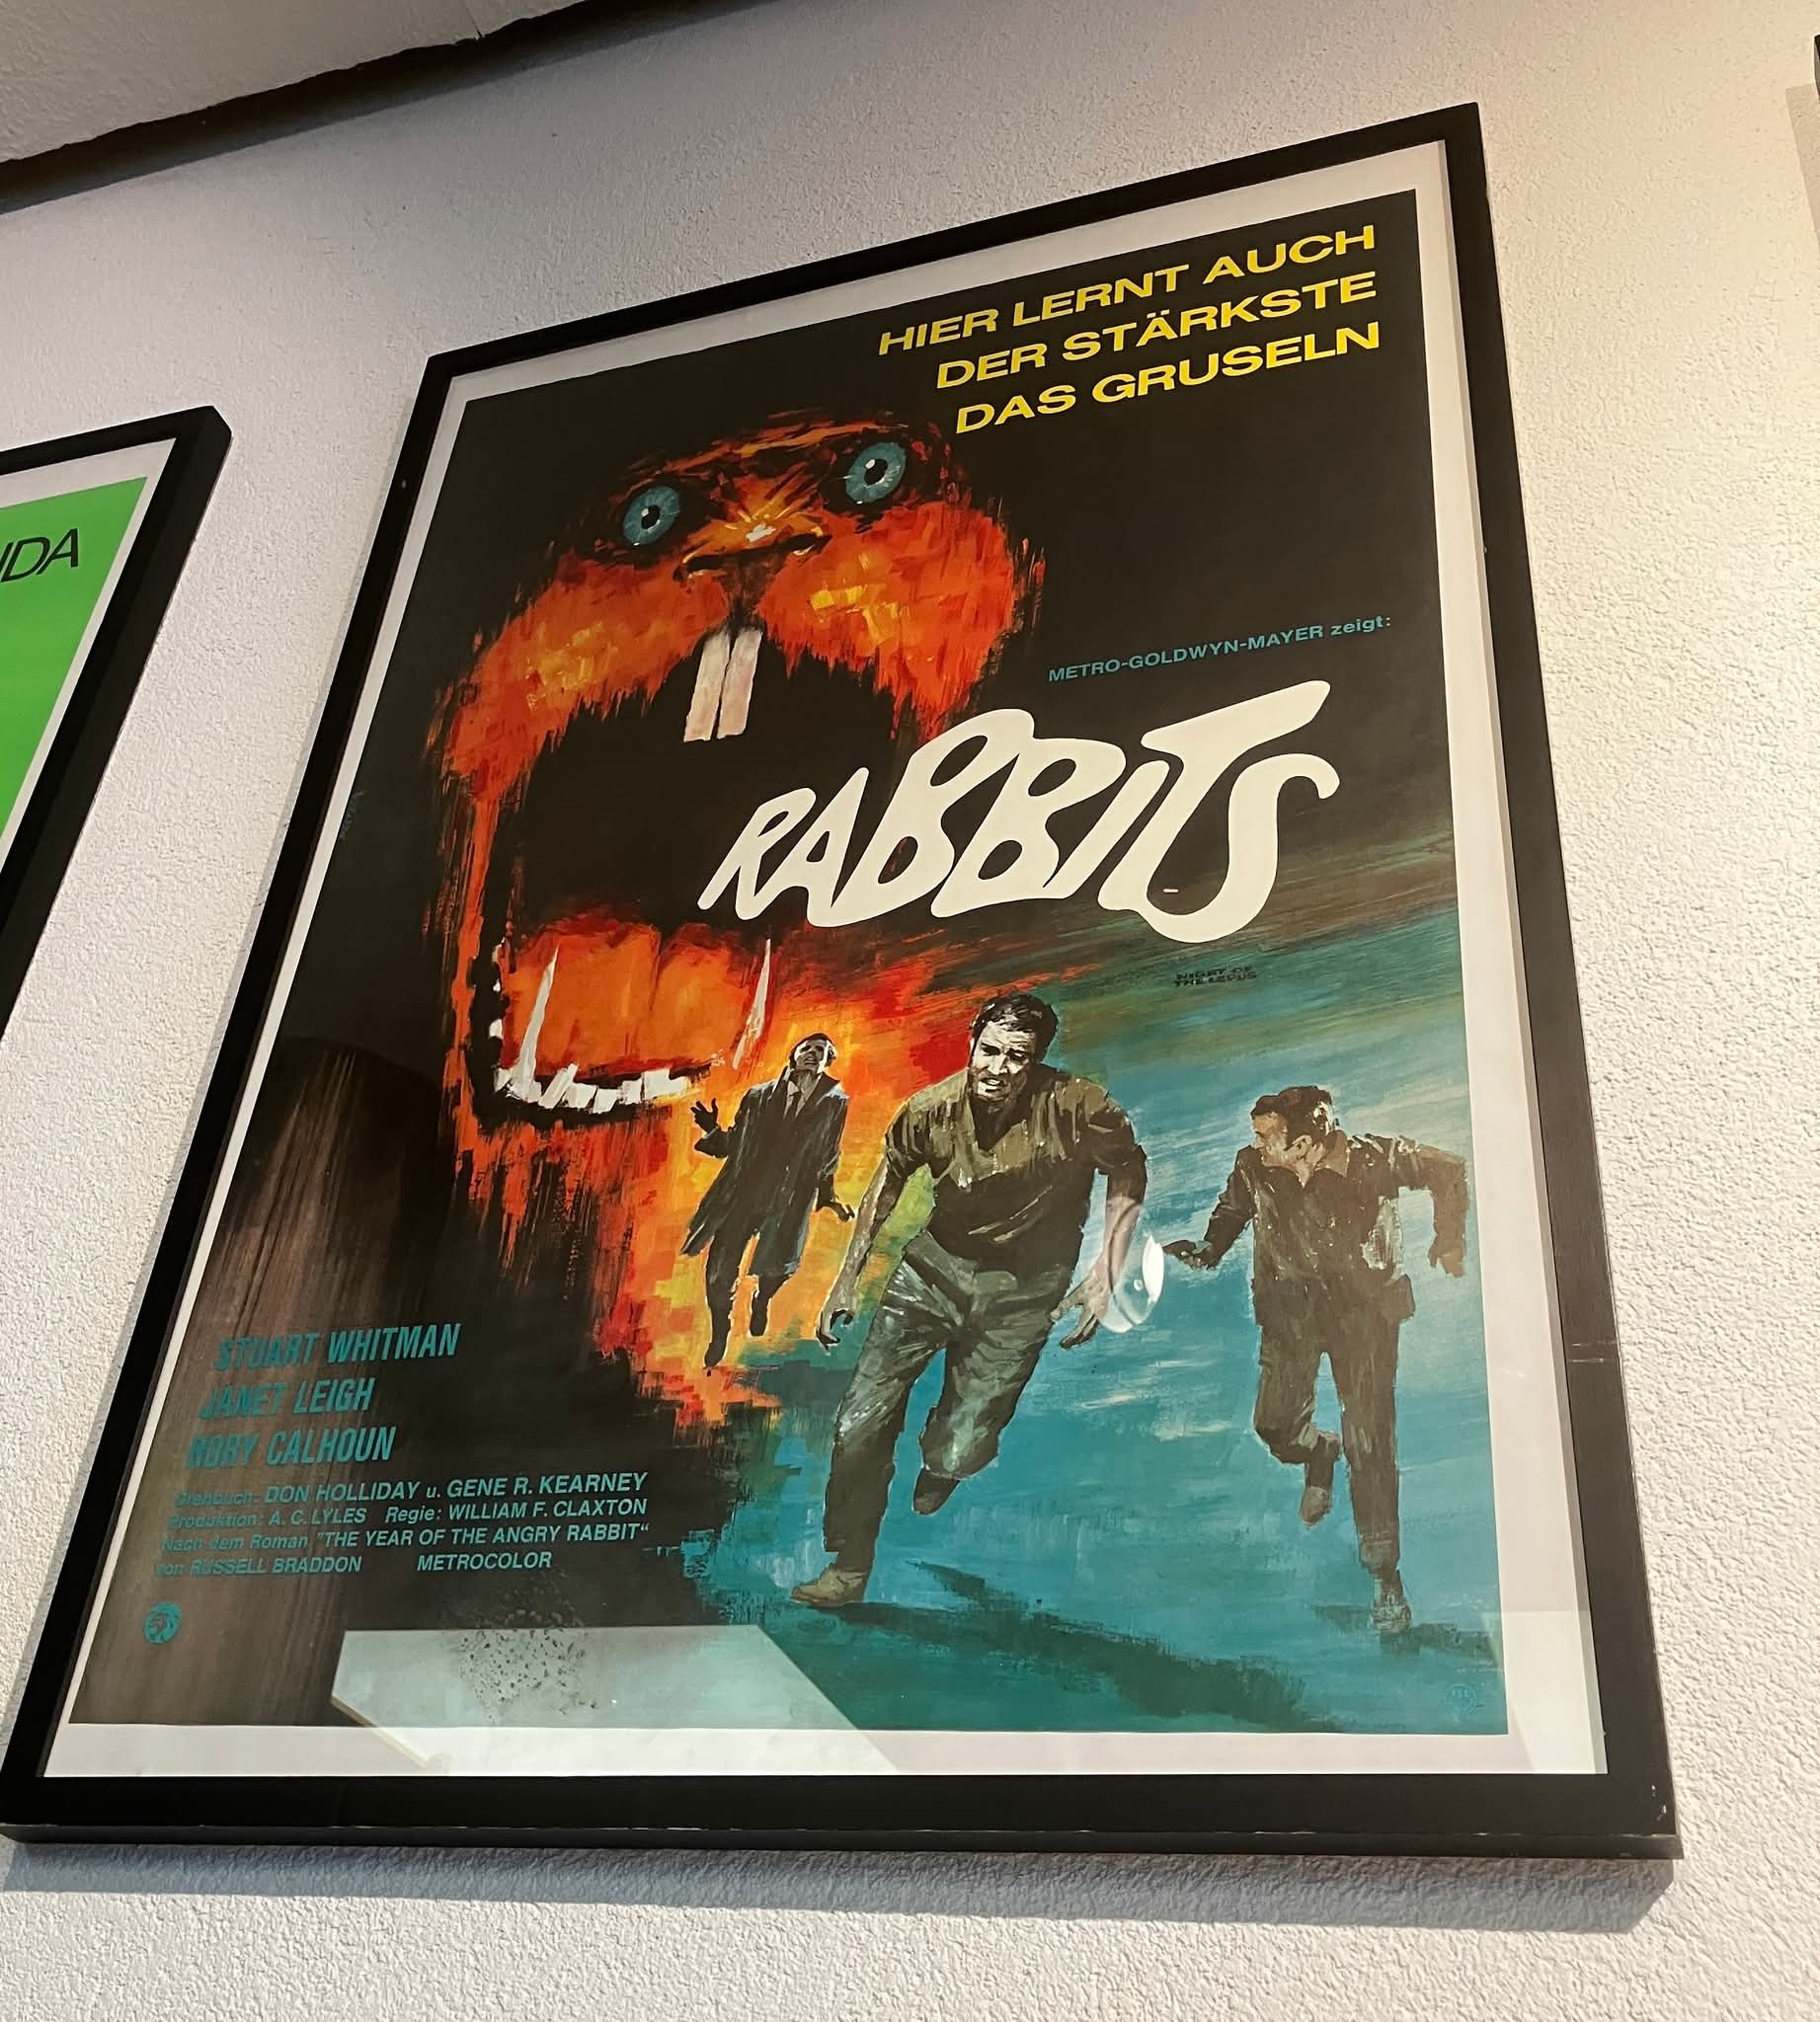 IDA
HIER LERNT AUCH
DER STÄRKSTE
DAS GRUSELN
METRO-GOLDWYN-MAYER zeigt:
RABBITS
NIGHT OF
THE LEPUS
STUART WHITMAN
JANET LEIGH
RORY CALHOUN
Drehbuch: DON HOLLIDAY u. GENE R. KEARNEY
Produktion: A. C. LYLES Regie: WILLIAM F. CLAXTON
Nach dem Roman "THE YEAR OF THE ANGRY RABBIT“
von RUSSELL BRADDON METROCOLOR